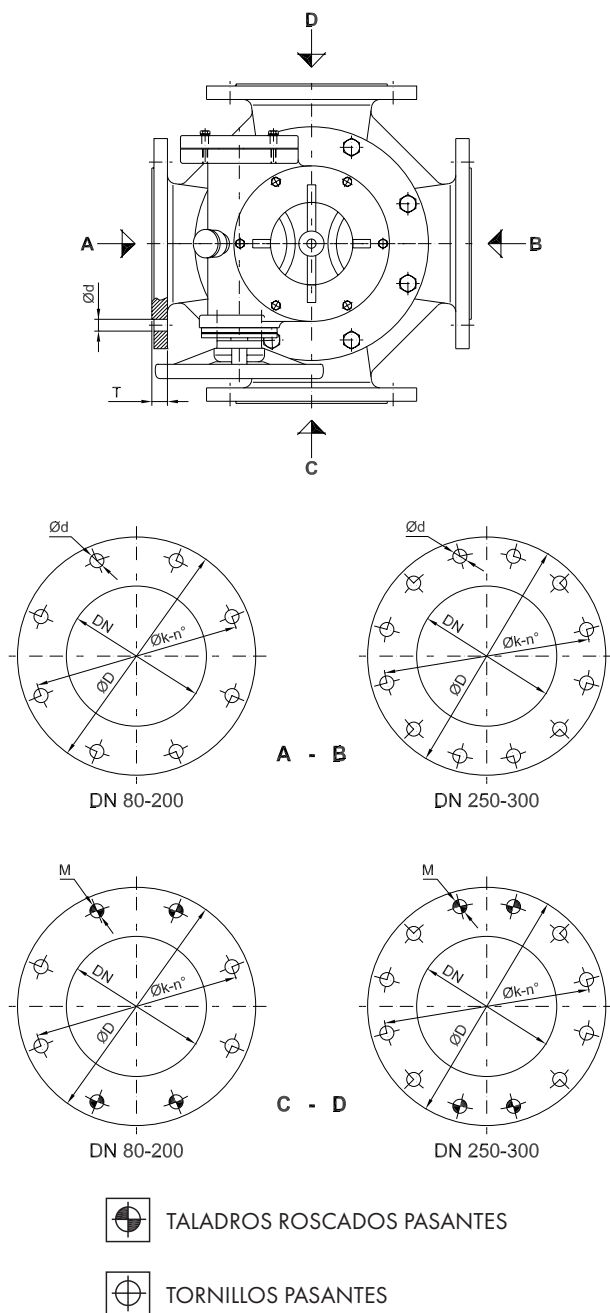 D
A
B
Ød
T
C
Ød
DN
Øk-n°
ØD
Ød
DN
Øk-n°
ØD
A - B
DN 80-200
DN 250-300
M
DN
Øk-n°
ØD
M
DN
Øk-n°
ØD
C - D
DN 80-200
DN 250-300
TALADROS ROSCADOS PASANTES
TORNILLOS PASANTES